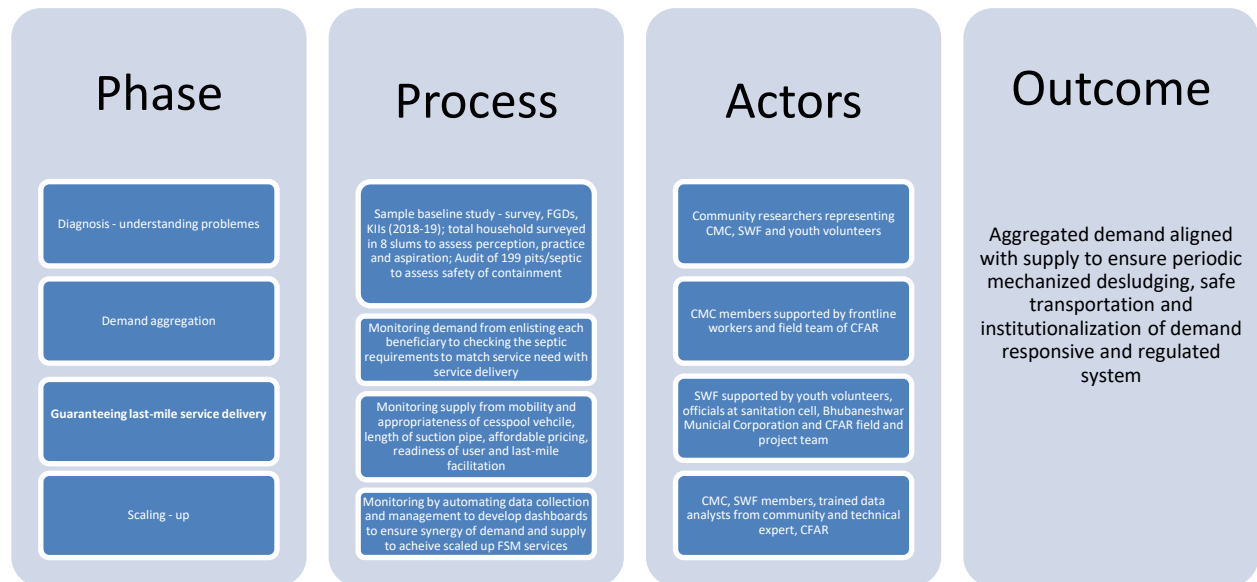 Phase
Diagnosis - understanding problemes
Demand aggregation
Guaranteeing last-mile service delivery
Scaling - up
Process
Sample baseline study - survey, FGDs,
KIIs (2018-19); total household surveyed
in 8 slums to assess perception, practice
and aspiration; Audit of 199 pits/septic
to assess safety of containment
Monitoring demand from enlisting each
beneficiary to checking the septic
requirements to match service need with
service delivery
Monitoring supply from mobility and
appropriateness of cesspool vehcile,
length of suction pipe, affordable pricing,
readiness of user and last-mile
facilitation
Monitoring by automating data collection
and management to develop dashboards
to ensure synergy of demand and supply
to acheive scaled up FSM services
Actors
Community researchers representing
CMC, SWF and youth volunteers
CMC members supported by frontline
workers and field team of CFAR
SWF supported by youth volunteers,
officials at sanitation cell, Bhubaneshwar
Municial Corporation and CFAR field and
project team
CMC, SWF members, trained data
analysts from community and technical
expert, CFAR
Outcome
Aggregated demand aligned
with supply to ensure periodic
mechanized desludging, safe
transportation and
institutionalization of demand
responsive and regulated
system